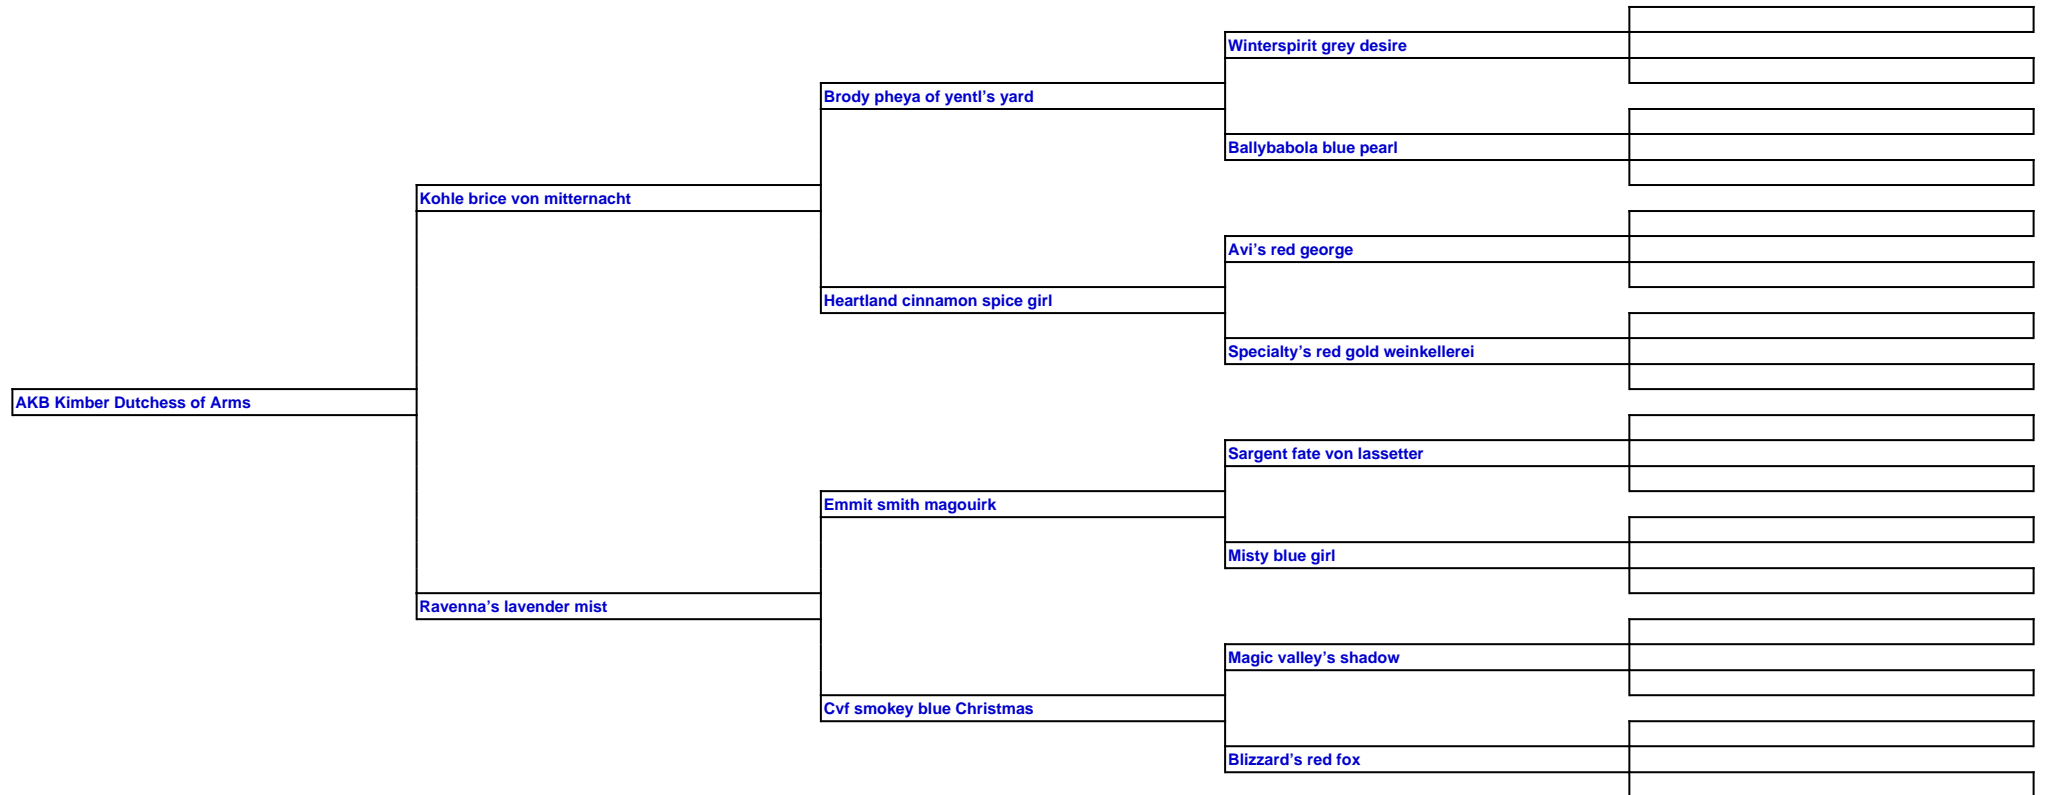 Winterspirit grey desire
Brody pheya of yentl’s yard
Ballybabola blue pearl
Kohle brice von mitternacht
Avi’s red george
Heartland cinnamon spice girl
Specialty’s red gold weinkellerei
AKB Kimber Dutchess of Arms
Sargent fate von lassetter
Emmit smith magouirk
Misty blue girl
Ravenna’s lavender mist
Magic valley’s shadow
Cvf smokey blue Christmas
Blizzard’s red fox